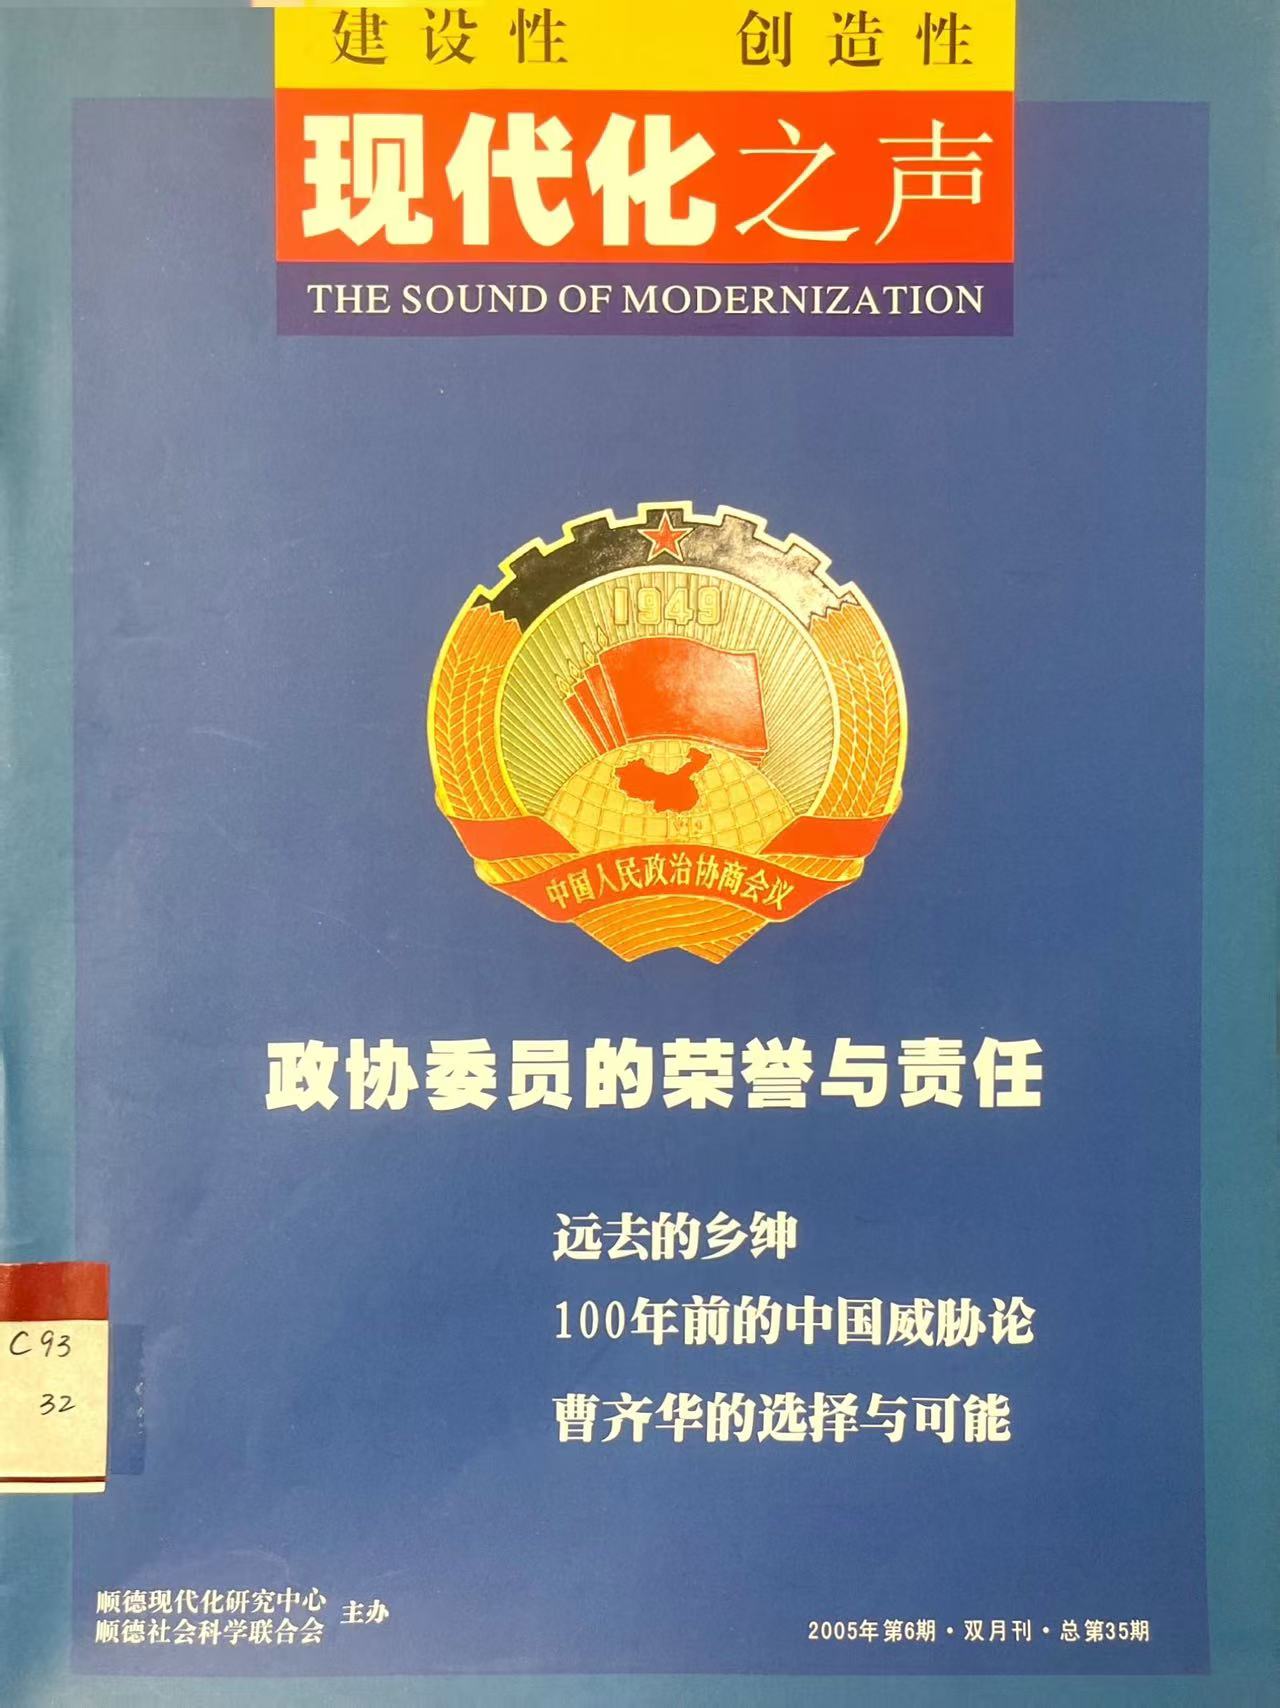 建设性 创造性
现代化之声
THE SOUND OF MODERNIZATION
1949
中国人民政治协商会议
政协委员的荣誉与责任
远去的乡绅
100年前的中国威胁论
曹齐华的选择与可能
C93
32
顺德现代化研究中心
顺德社会科学联合会
主办
2005年第6期·双月刊·总第35期